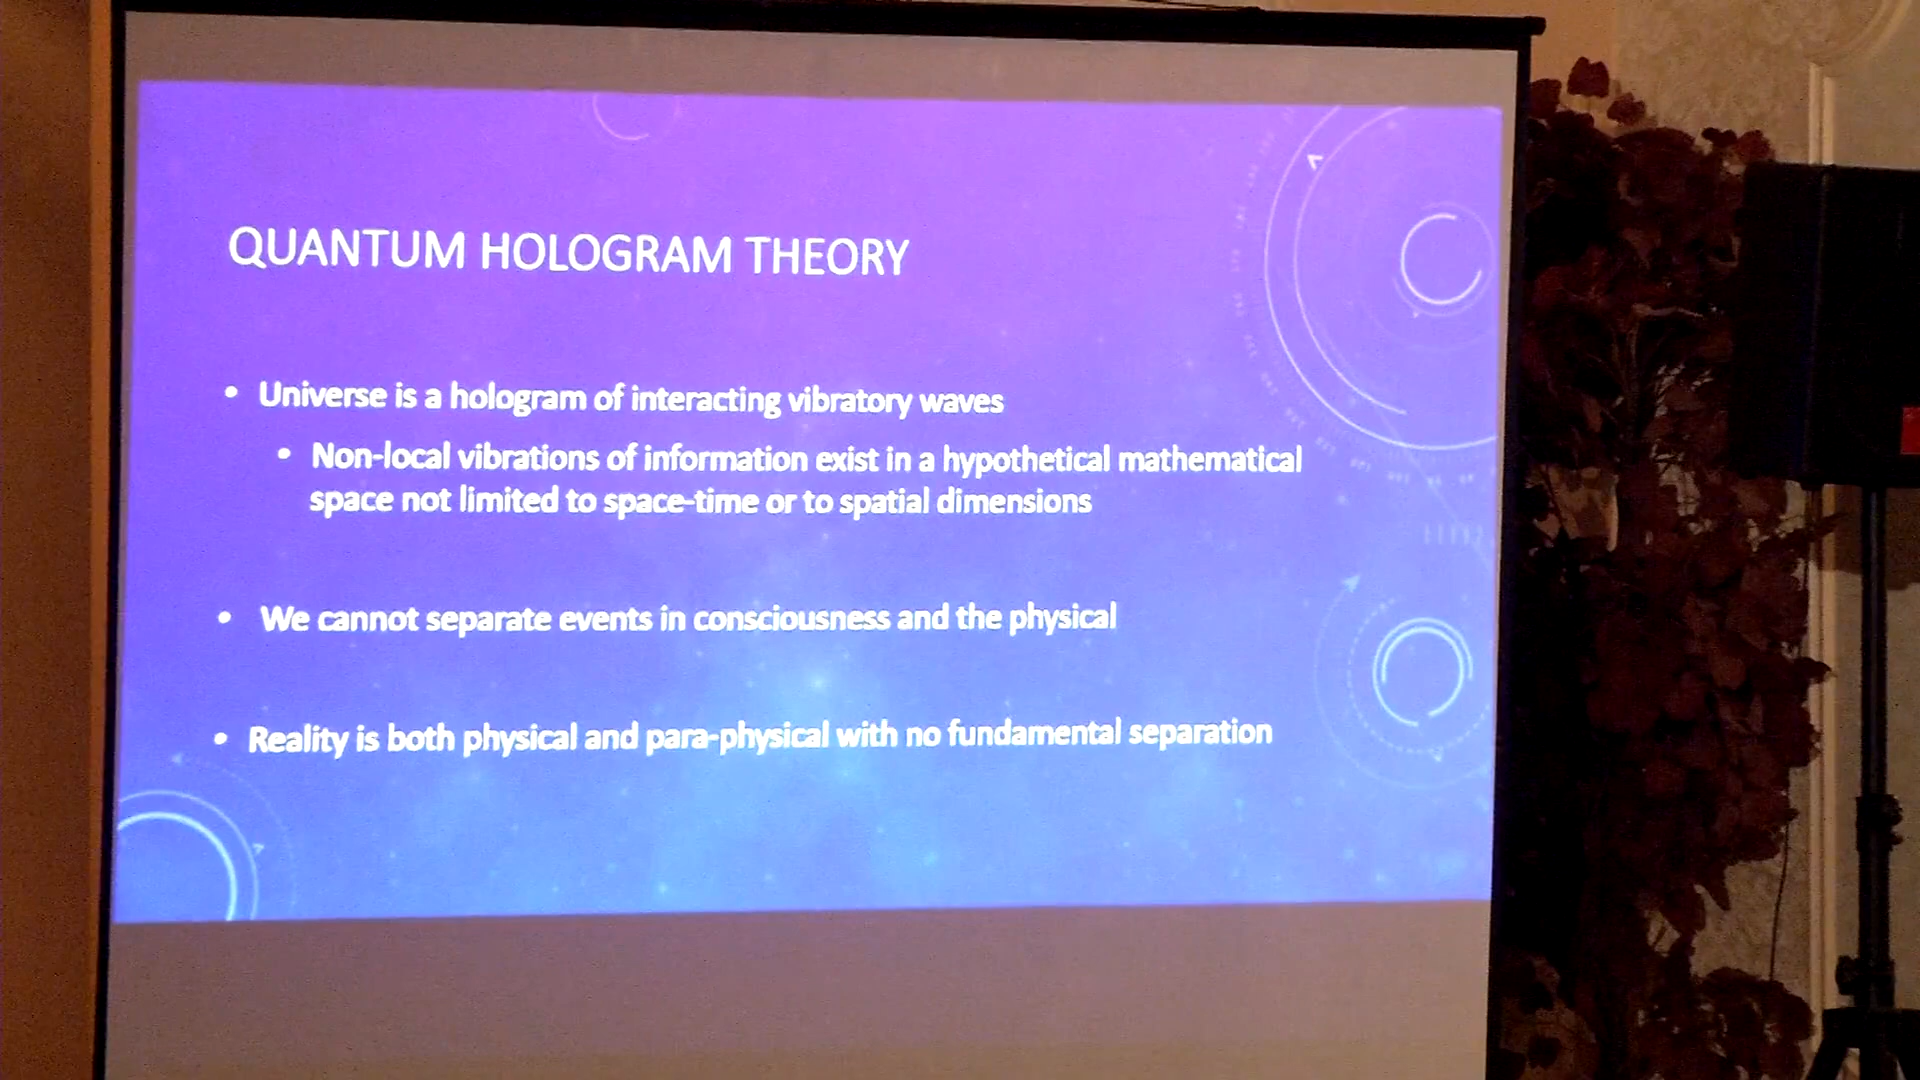 QUANTUM HOLOGRAM THEORY
• Universe is a hologram of interacting vibratory waves
• Non-local vibrations of information exist in a hypothetical mathematical
space not limited to space-time or to spatial dimensions
• We cannot separate events in consciousness and the physical
• Reality is both physical and para-physical with no fundamental separation